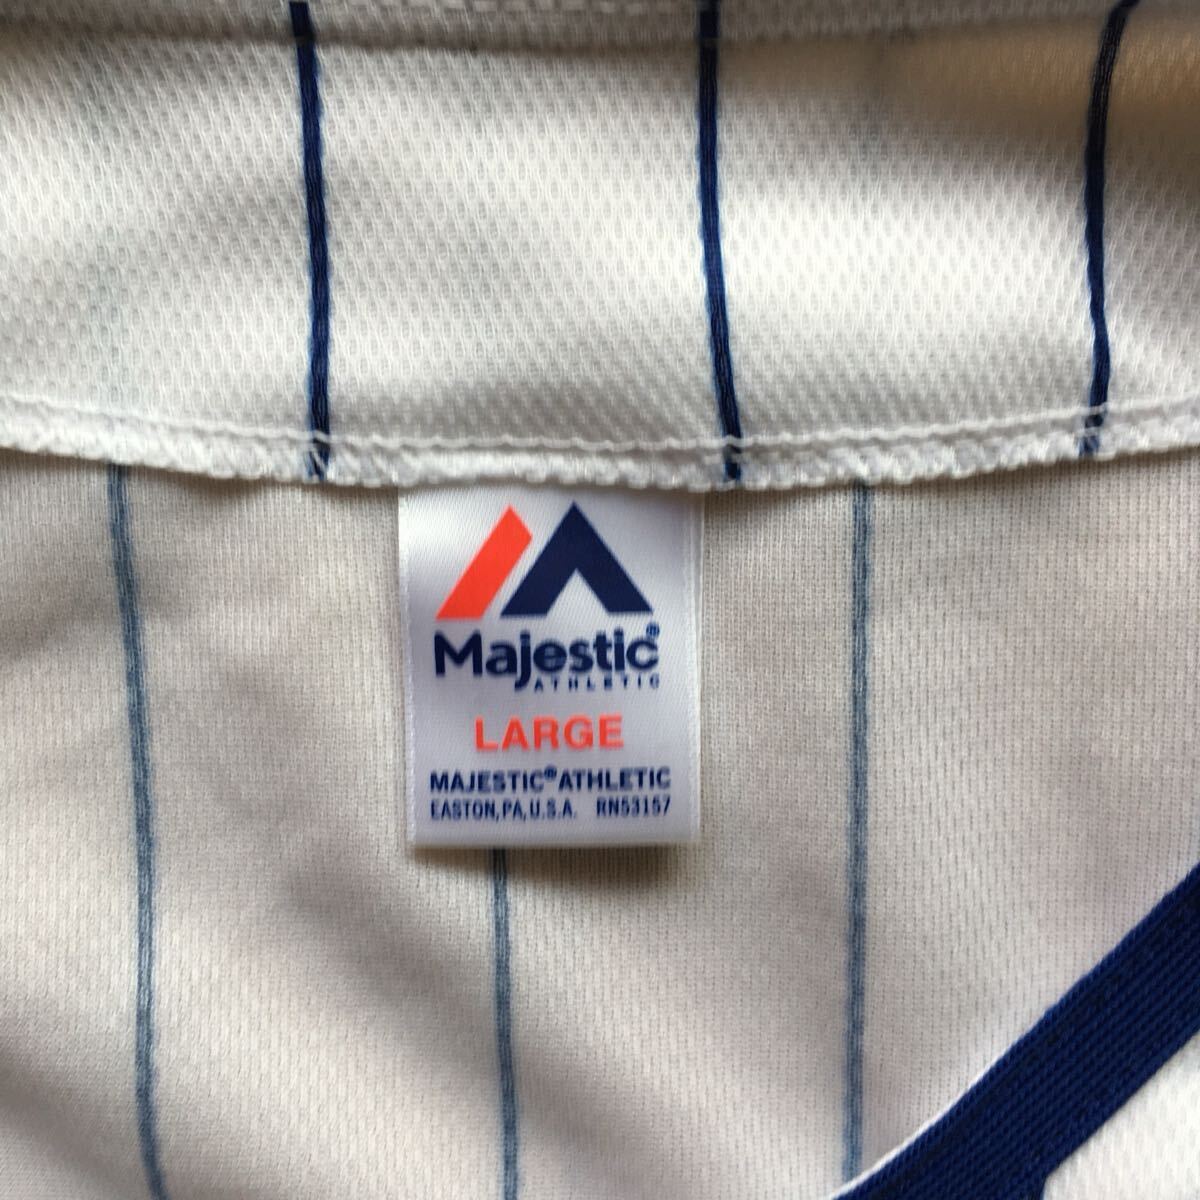 Majestic®
ATHLETIC
LARGE
MAJESTIC® ATHLETIC
EASTON, PA, U.S.A. RN53157